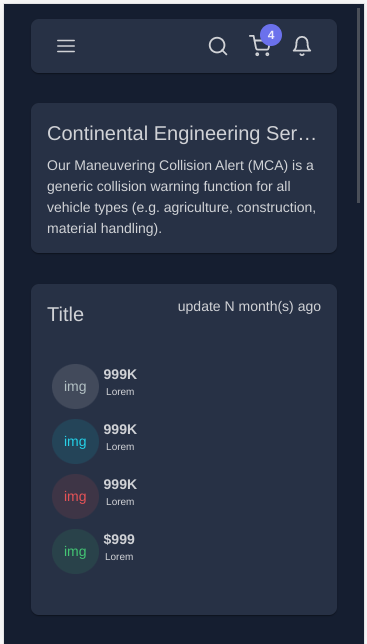 4
Continental Engineering Ser...
Our Maneuvering Collision Alert (MCA) is a
generic collision warning function for all
vehicle types (e.g. agriculture, construction,
material handling).
Title
update N month(s) ago
img
999K
Lorem
img
999K
Lorem
img
999K
Lorem
img
$999
Lorem